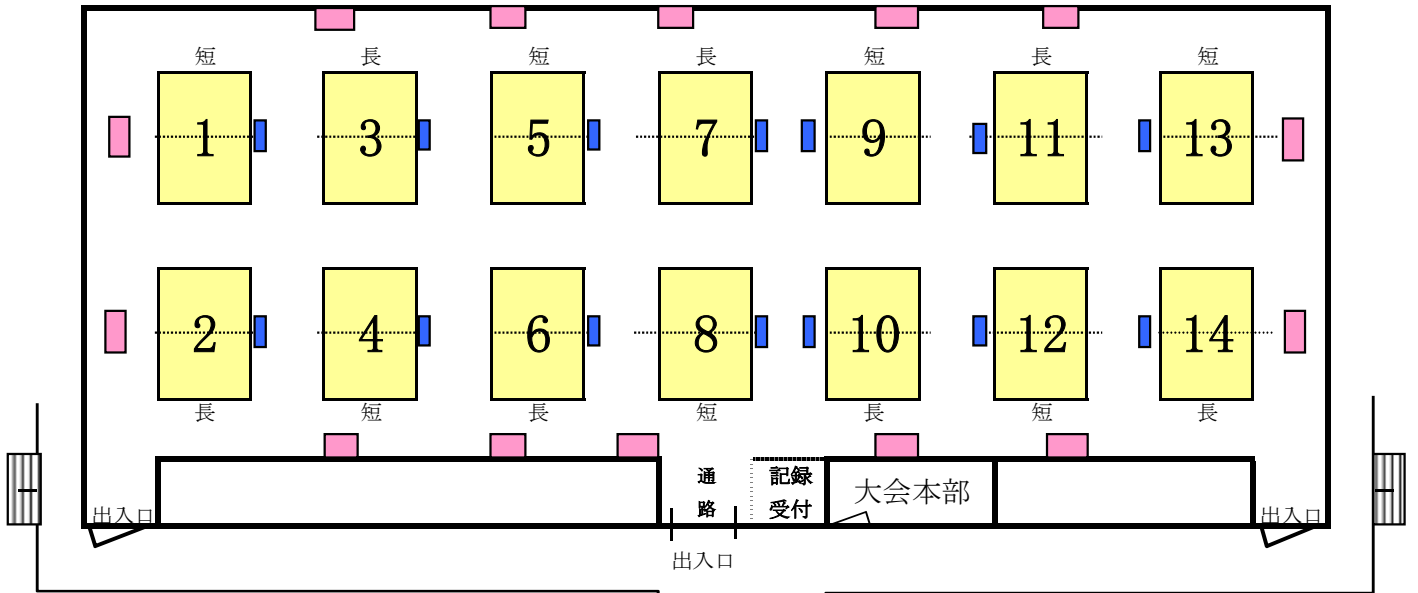 短 長 短 長 短 長 短
1 3 5 7 9 11 13
2 4 6 8 10 12 14
長 短 長 短 長 短 長
通路
記録
受付
大会本部
出入口
出入口
出入口